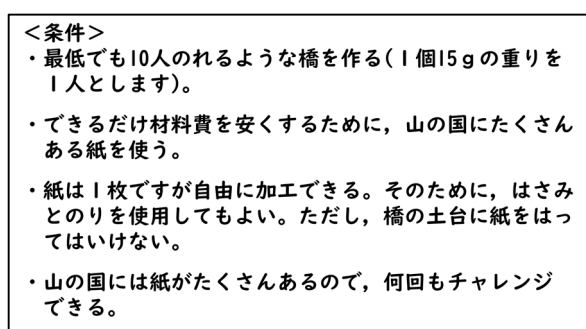 ＜条件＞
・最低でも10人のれるような橋を作る(1個15gの重りを
1人とします)。
・できるだけ材料費を安くするために，山の国にたくさん
ある紙を使う。
・紙は1枚ですが自由に加工できる。そのために，はさみ
とのりを使用してもよい。ただし，橋の土台に紙をはっ
てはいけない。
・山の国には紙がたくさんあるので，何回もチャレンジ
できる。